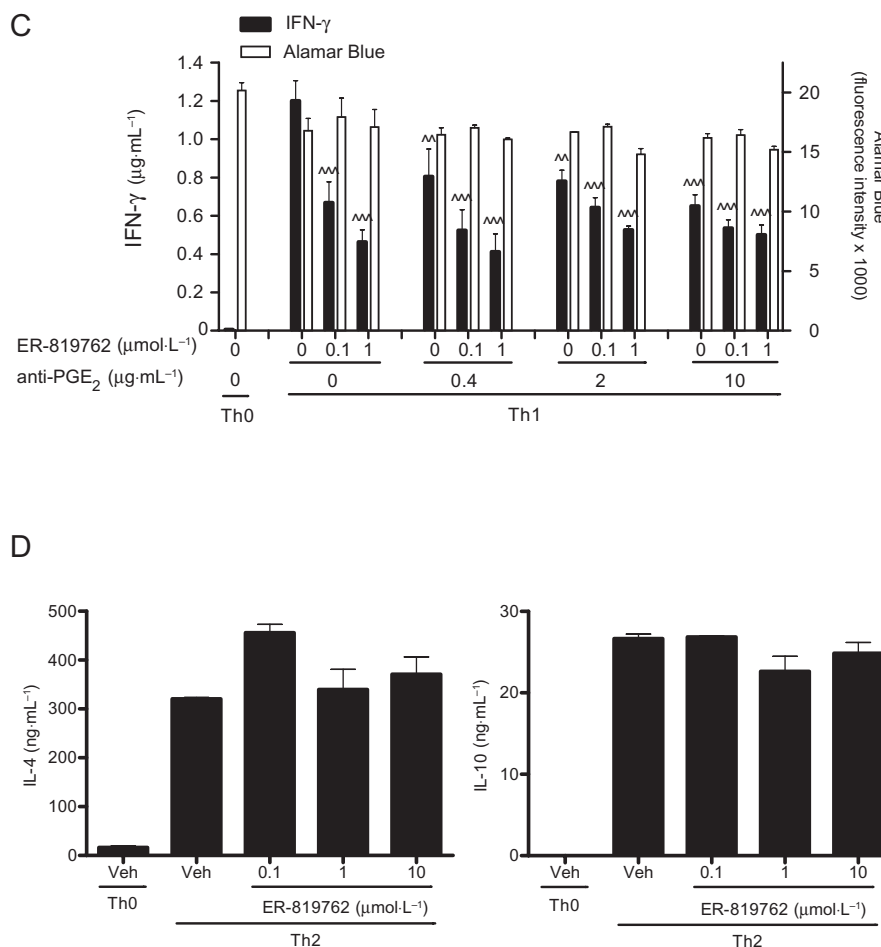 C
IFN-γ
Alamar Blue
1.4
1.2
1.0
0.8
0.6
0.4
0.2
0
IFN-γ (μg·mL⁻¹)
20
15
10
5
0
Alamar Blue
(fluorescence intensity x 1000)
^^^ ^^^ ^^ ^^^ ^^^ ^^ ^^^ ^^^ ^^^ ^^^ ^^^
ER-819762 (μmol·L⁻¹) 0 0 0.1 1 0 0.1 1 0 0.1 1 0 0.1 1
anti-PGE₂ (μg·mL⁻¹) 0 0 0.4 2 10
Th0 Th1
D
500
400
300
200
100
0
IL-4 (ng·mL⁻¹)
Veh Veh 0.1 1 10
Th0 ER-819762 (μmol·L⁻¹)
Th2
30
20
10
0
IL-10 (ng·mL⁻¹)
Veh Veh 0.1 1 10
Th0 ER-819762 (μmol·L⁻¹)
Th2